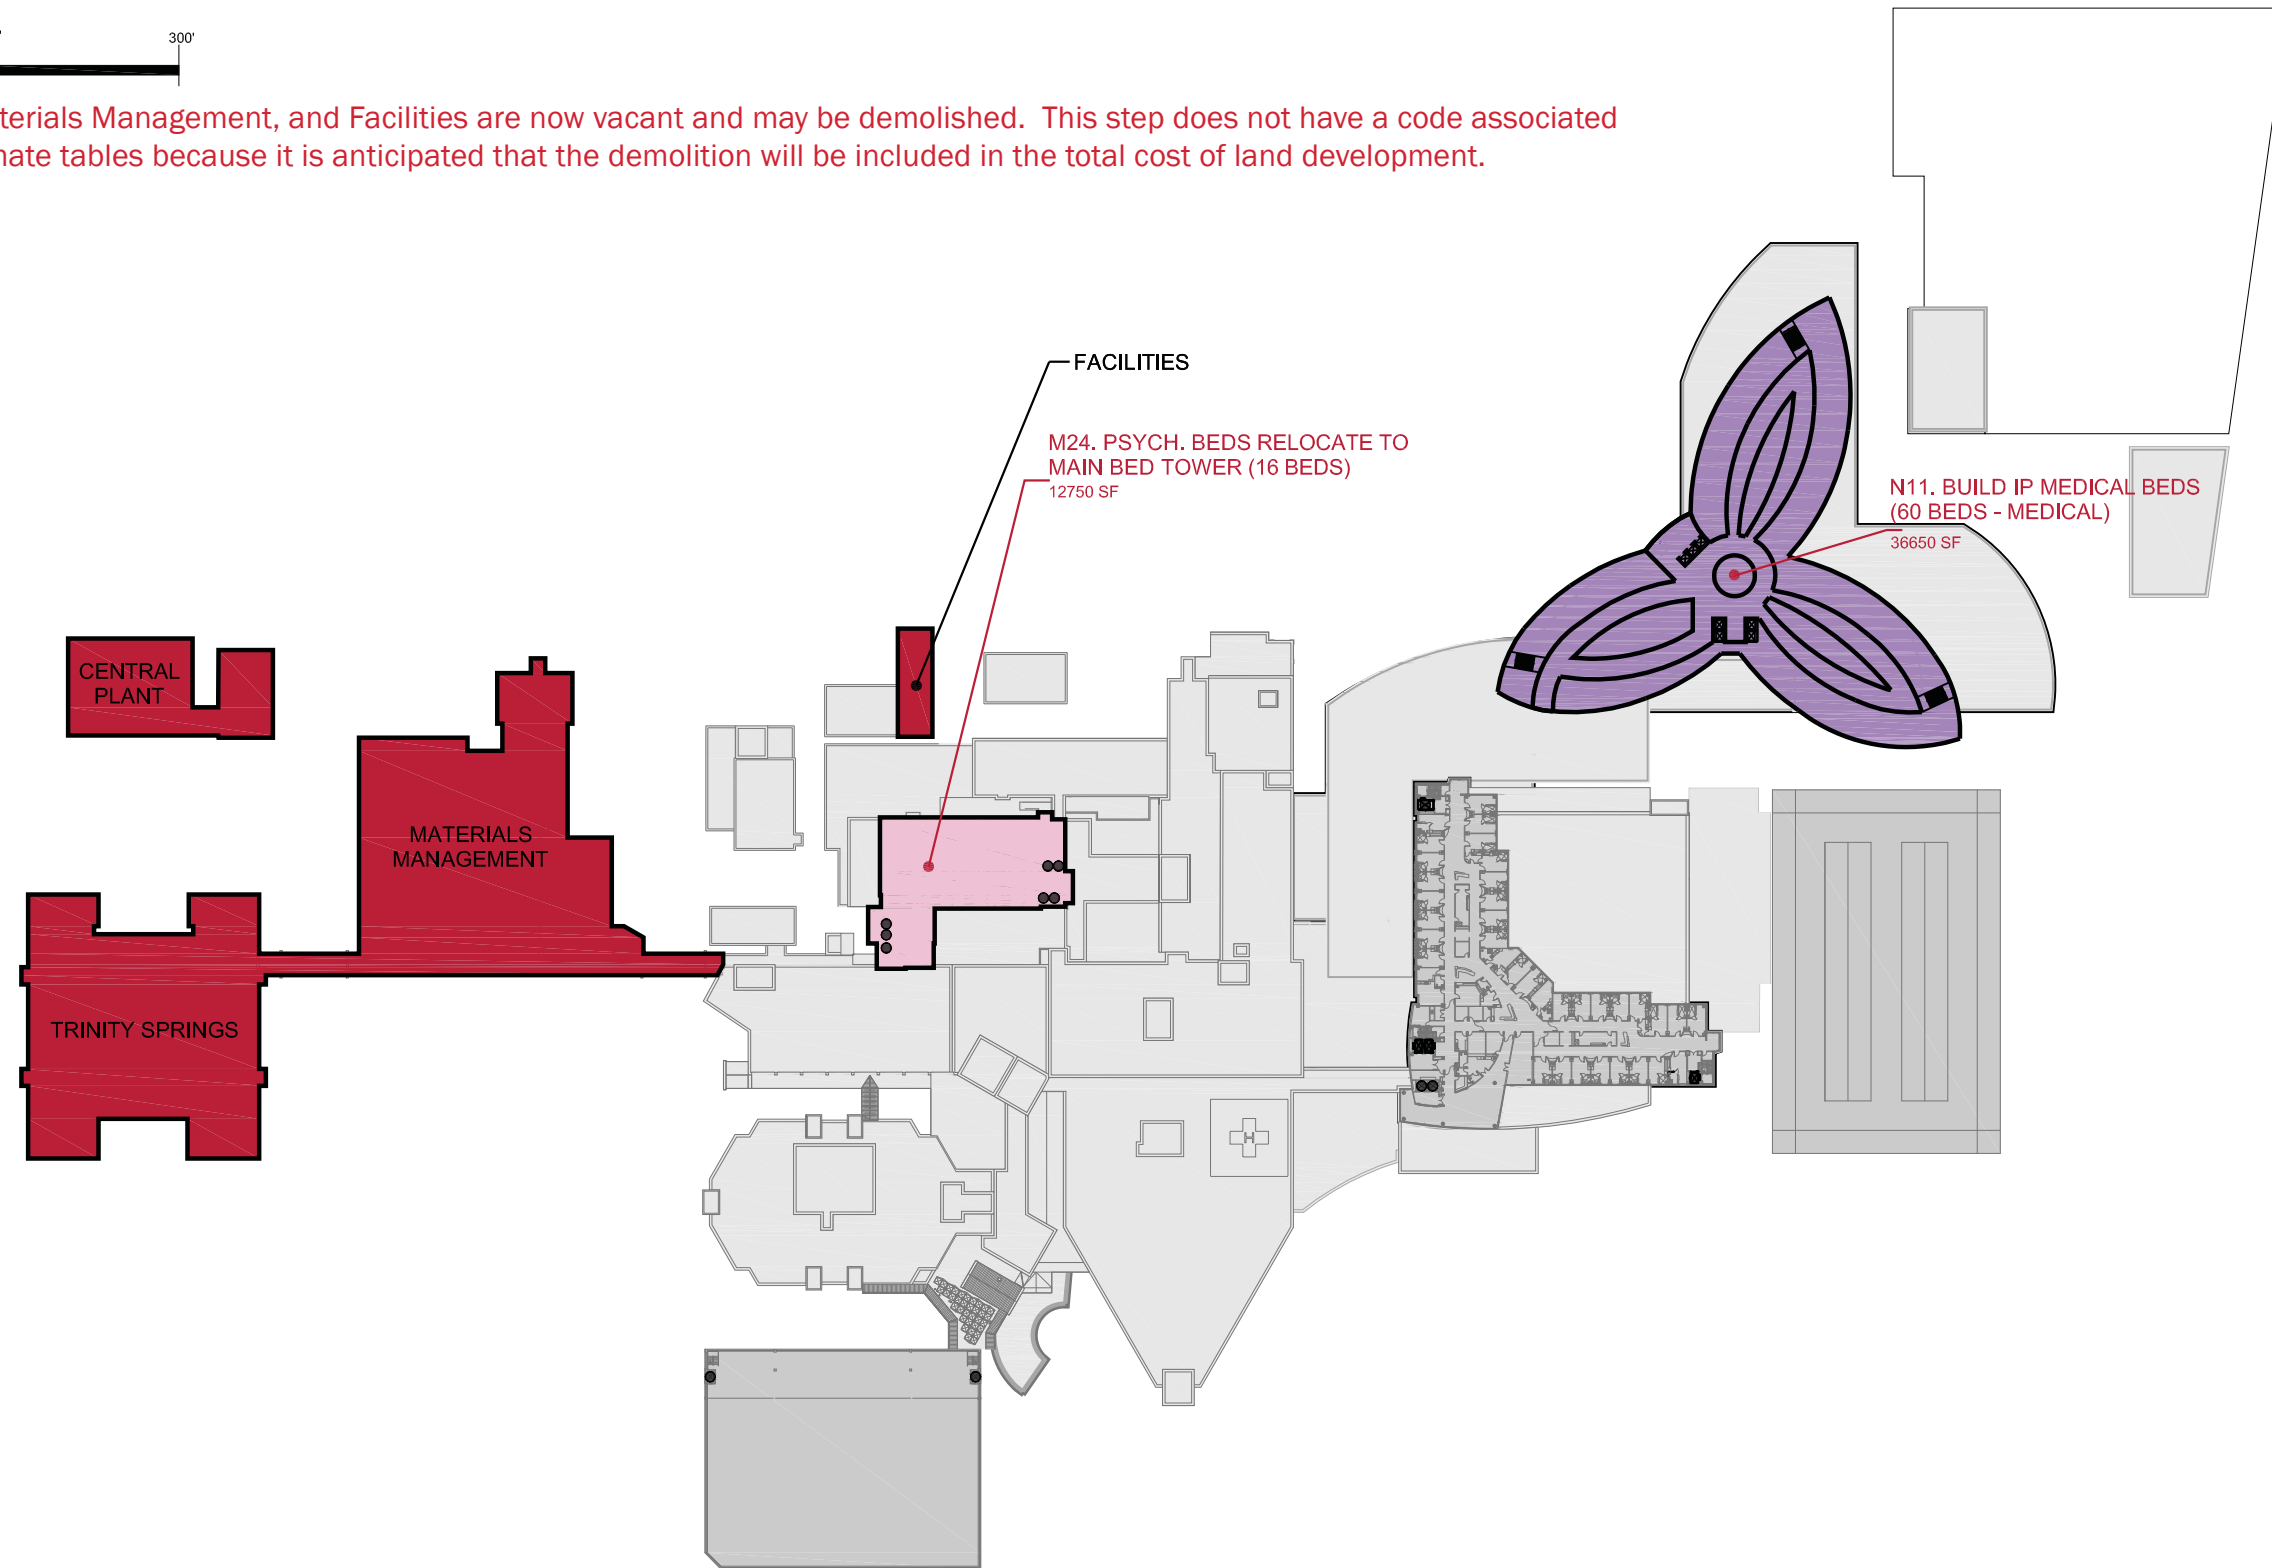 300'
terials Management, and Facilities are now vacant and may be demolished. This step does not have a code associated
nate tables because it is anticipated that the demolition will be included in the total cost of land development.
FACILITIES
M24. PSYCH. BEDS RELOCATE TO
MAIN BED TOWER (16 BEDS)
12750 SF
N11. BUILD IP MEDICAL BEDS
(60 BEDS - MEDICAL)
36650 SF
CENTRAL
PLANT
MATERIALS
MANAGEMENT
TRINITY SPRINGS
H